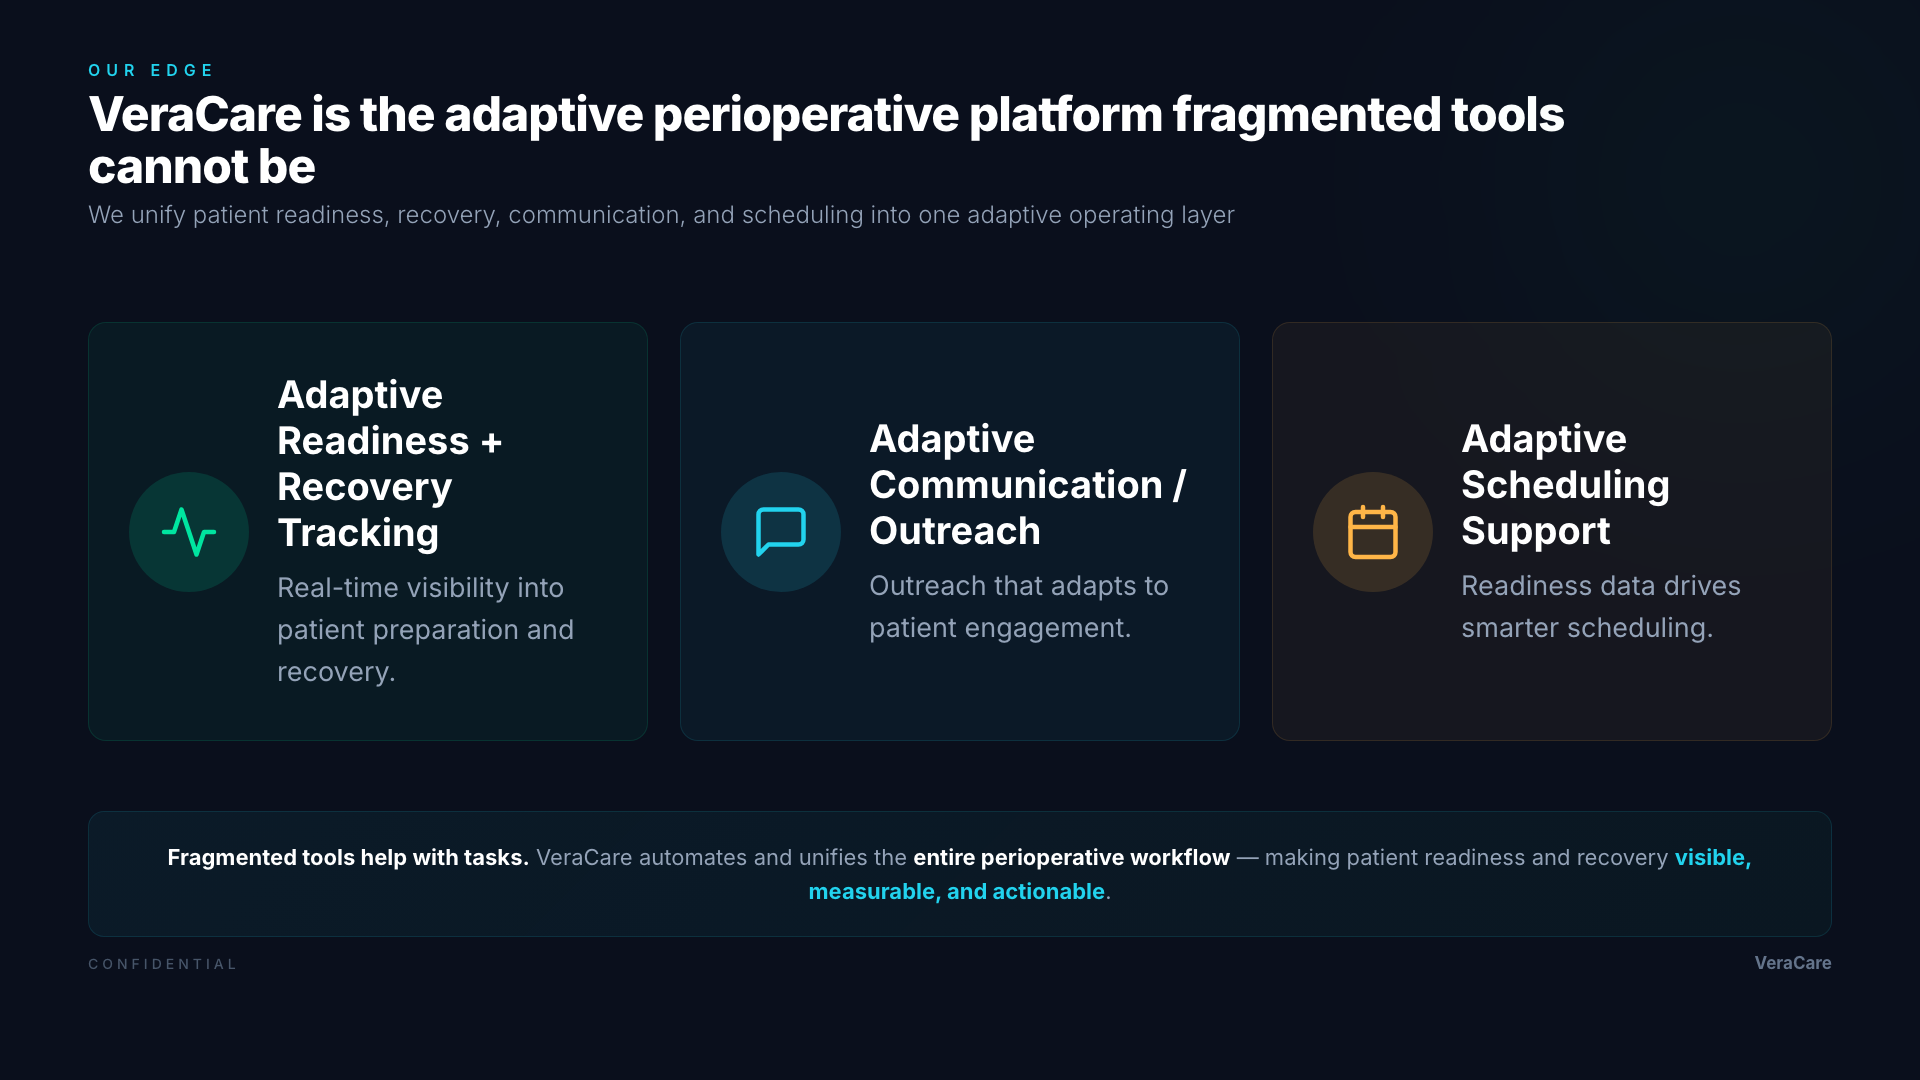 OUR EDGE
VeraCare is the adaptive perioperative platform fragmented tools
cannot be
We unify patient readiness, recovery, communication, and scheduling into one adaptive operating layer
Adaptive
Readiness +
Recovery
Tracking
Real-time visibility into
patient preparation and
recovery.
Adaptive
Communication /
Outreach
Outreach that adapts to
patient engagement.
Adaptive
Scheduling
Support
Readiness data drives
smarter scheduling.
Fragmented tools help with tasks. VeraCare automates and unifies the entire perioperative workflow — making patient readiness and recovery visible,
measurable, and actionable.
CONFIDENTIAL
VeraCare